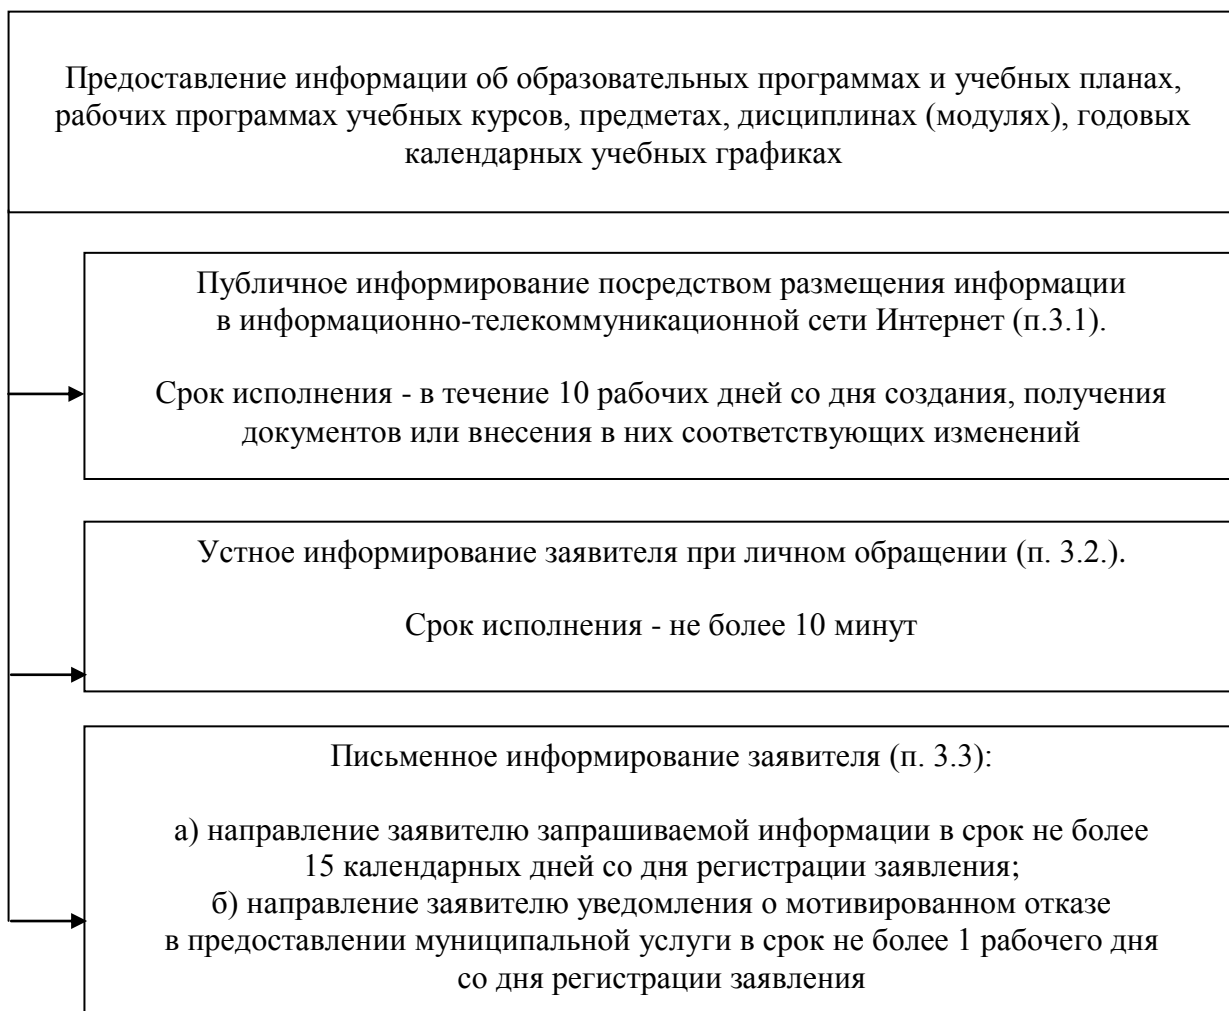 Предоставление информации об образовательных программах и учебных планах,
рабочих программах учебных курсов, предметах, дисциплинах (модулях), годовых
календарных учебных графиках
Публичное информирование посредством размещения информации
в информационно-телекоммуникационной сети Интернет (п.3.1).
Срок исполнения - в течение 10 рабочих дней со дня создания, получения
документов или внесения в них соответствующих изменений
Устное информирование заявителя при личном обращении (п. 3.2.).
Срок исполнения - не более 10 минут
Письменное информирование заявителя (п. 3.3):
а) направление заявителю запрашиваемой информации в срок не более
15 календарных дней со дня регистрации заявления;
б) направление заявителю уведомления о мотивированном отказе
в предоставлении муниципальной услуги в срок не более 1 рабочего дня
со дня регистрации заявления